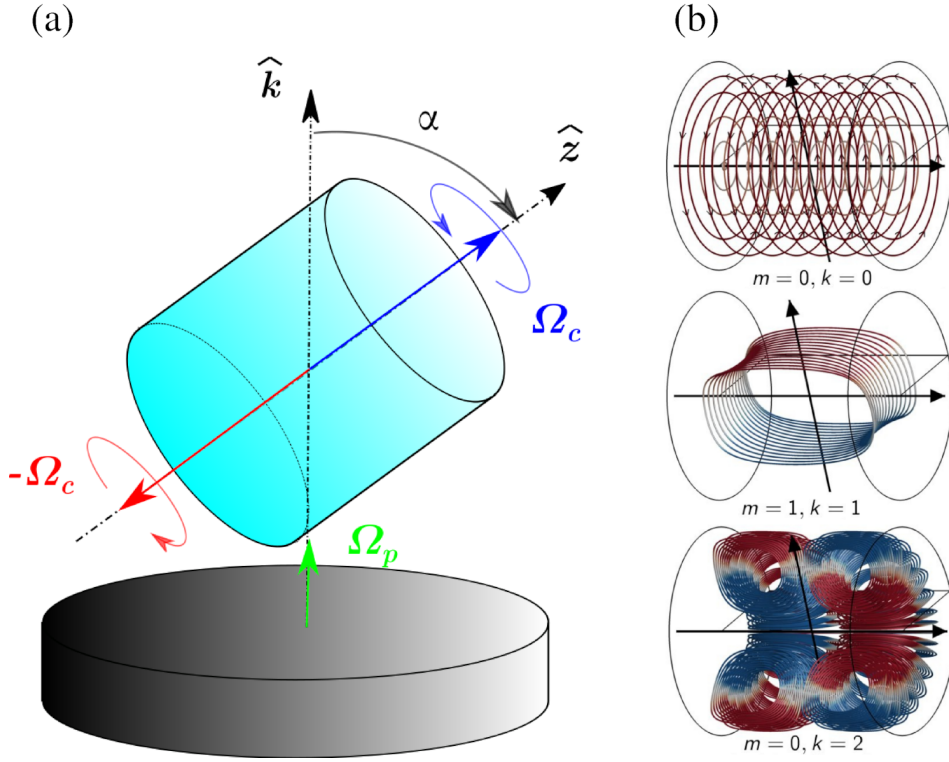 (a)
(b)
k̂
α
ẑ
Ω_c
-Ω_c
Ω_p
m = 0, k = 0
m = 1, k = 1
m = 0, k = 2